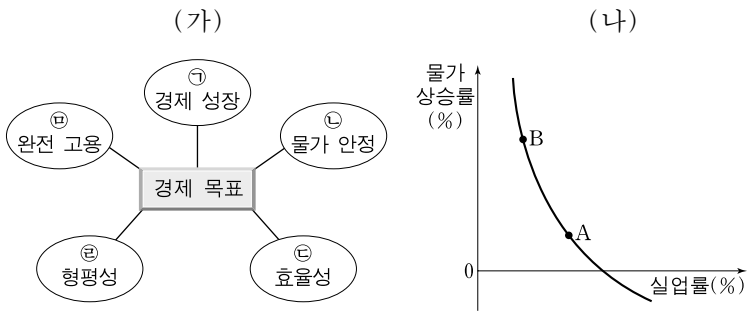 (가)
㉠
경제 성장
㉤
완전 고용
㉡
물가 안정
경제 목표
㉣
형평성
㉢
효율성
(나)
물가
상승률
(%)
B
A
0
실업률(%)